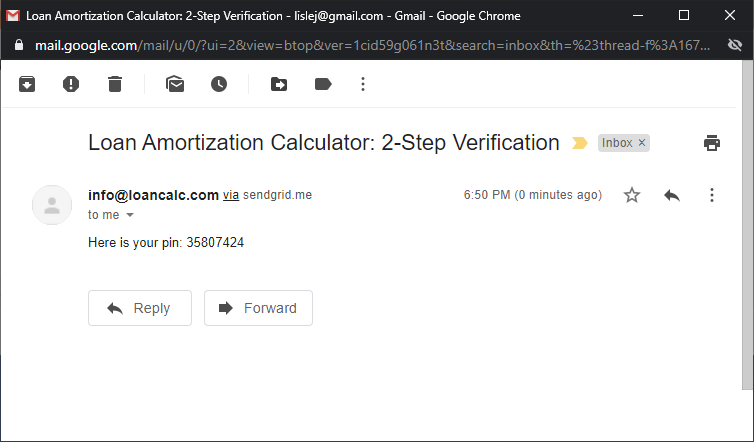 Loan Amortization Calculator: 2-Step Verification - lislej@gmail.com - Gmail - Google Chrome
mail.google.com/mail/u/0/?ui=2&view=btop&ver=1cid59g061n3t&search=inbox&th=%23thread-f%3A167...
Loan Amortization Calculator: 2-Step Verification Inbox ×
info@loancalc.com via sendgrid.me 6:50 PM (0 minutes ago)
to me
Here is your pin: 35807424
Reply Forward